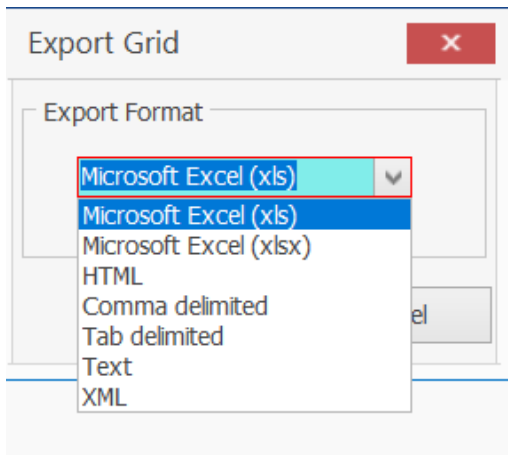 Export Grid
Export Format
Microsoft Excel (xls)
Microsoft Excel (xls)
Microsoft Excel (xlsx)
HTML
Comma delimited
el
Tab delimited
Text
XML